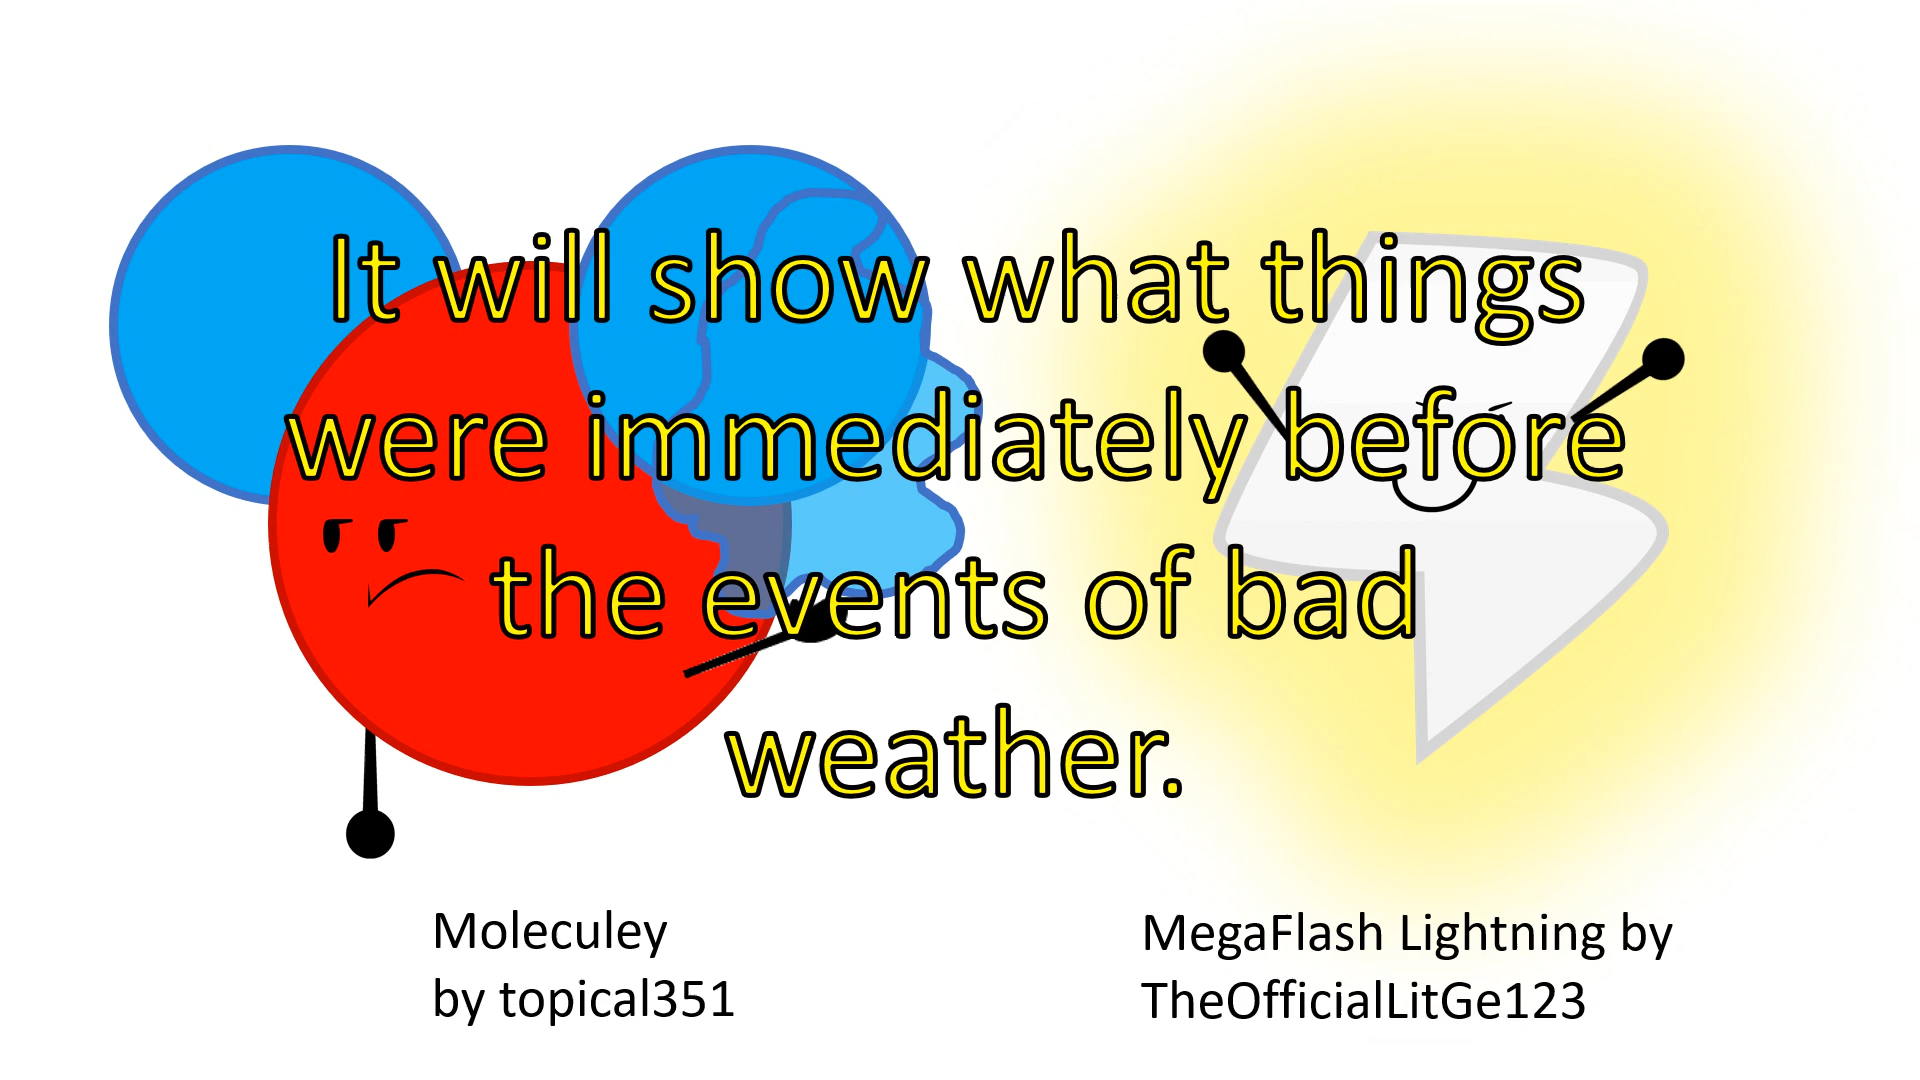 It will show what things
were immediately before
the events of bad
weather.
Moleculey
by topical351
MegaFlash Lightning by
TheOfficialLitGe123